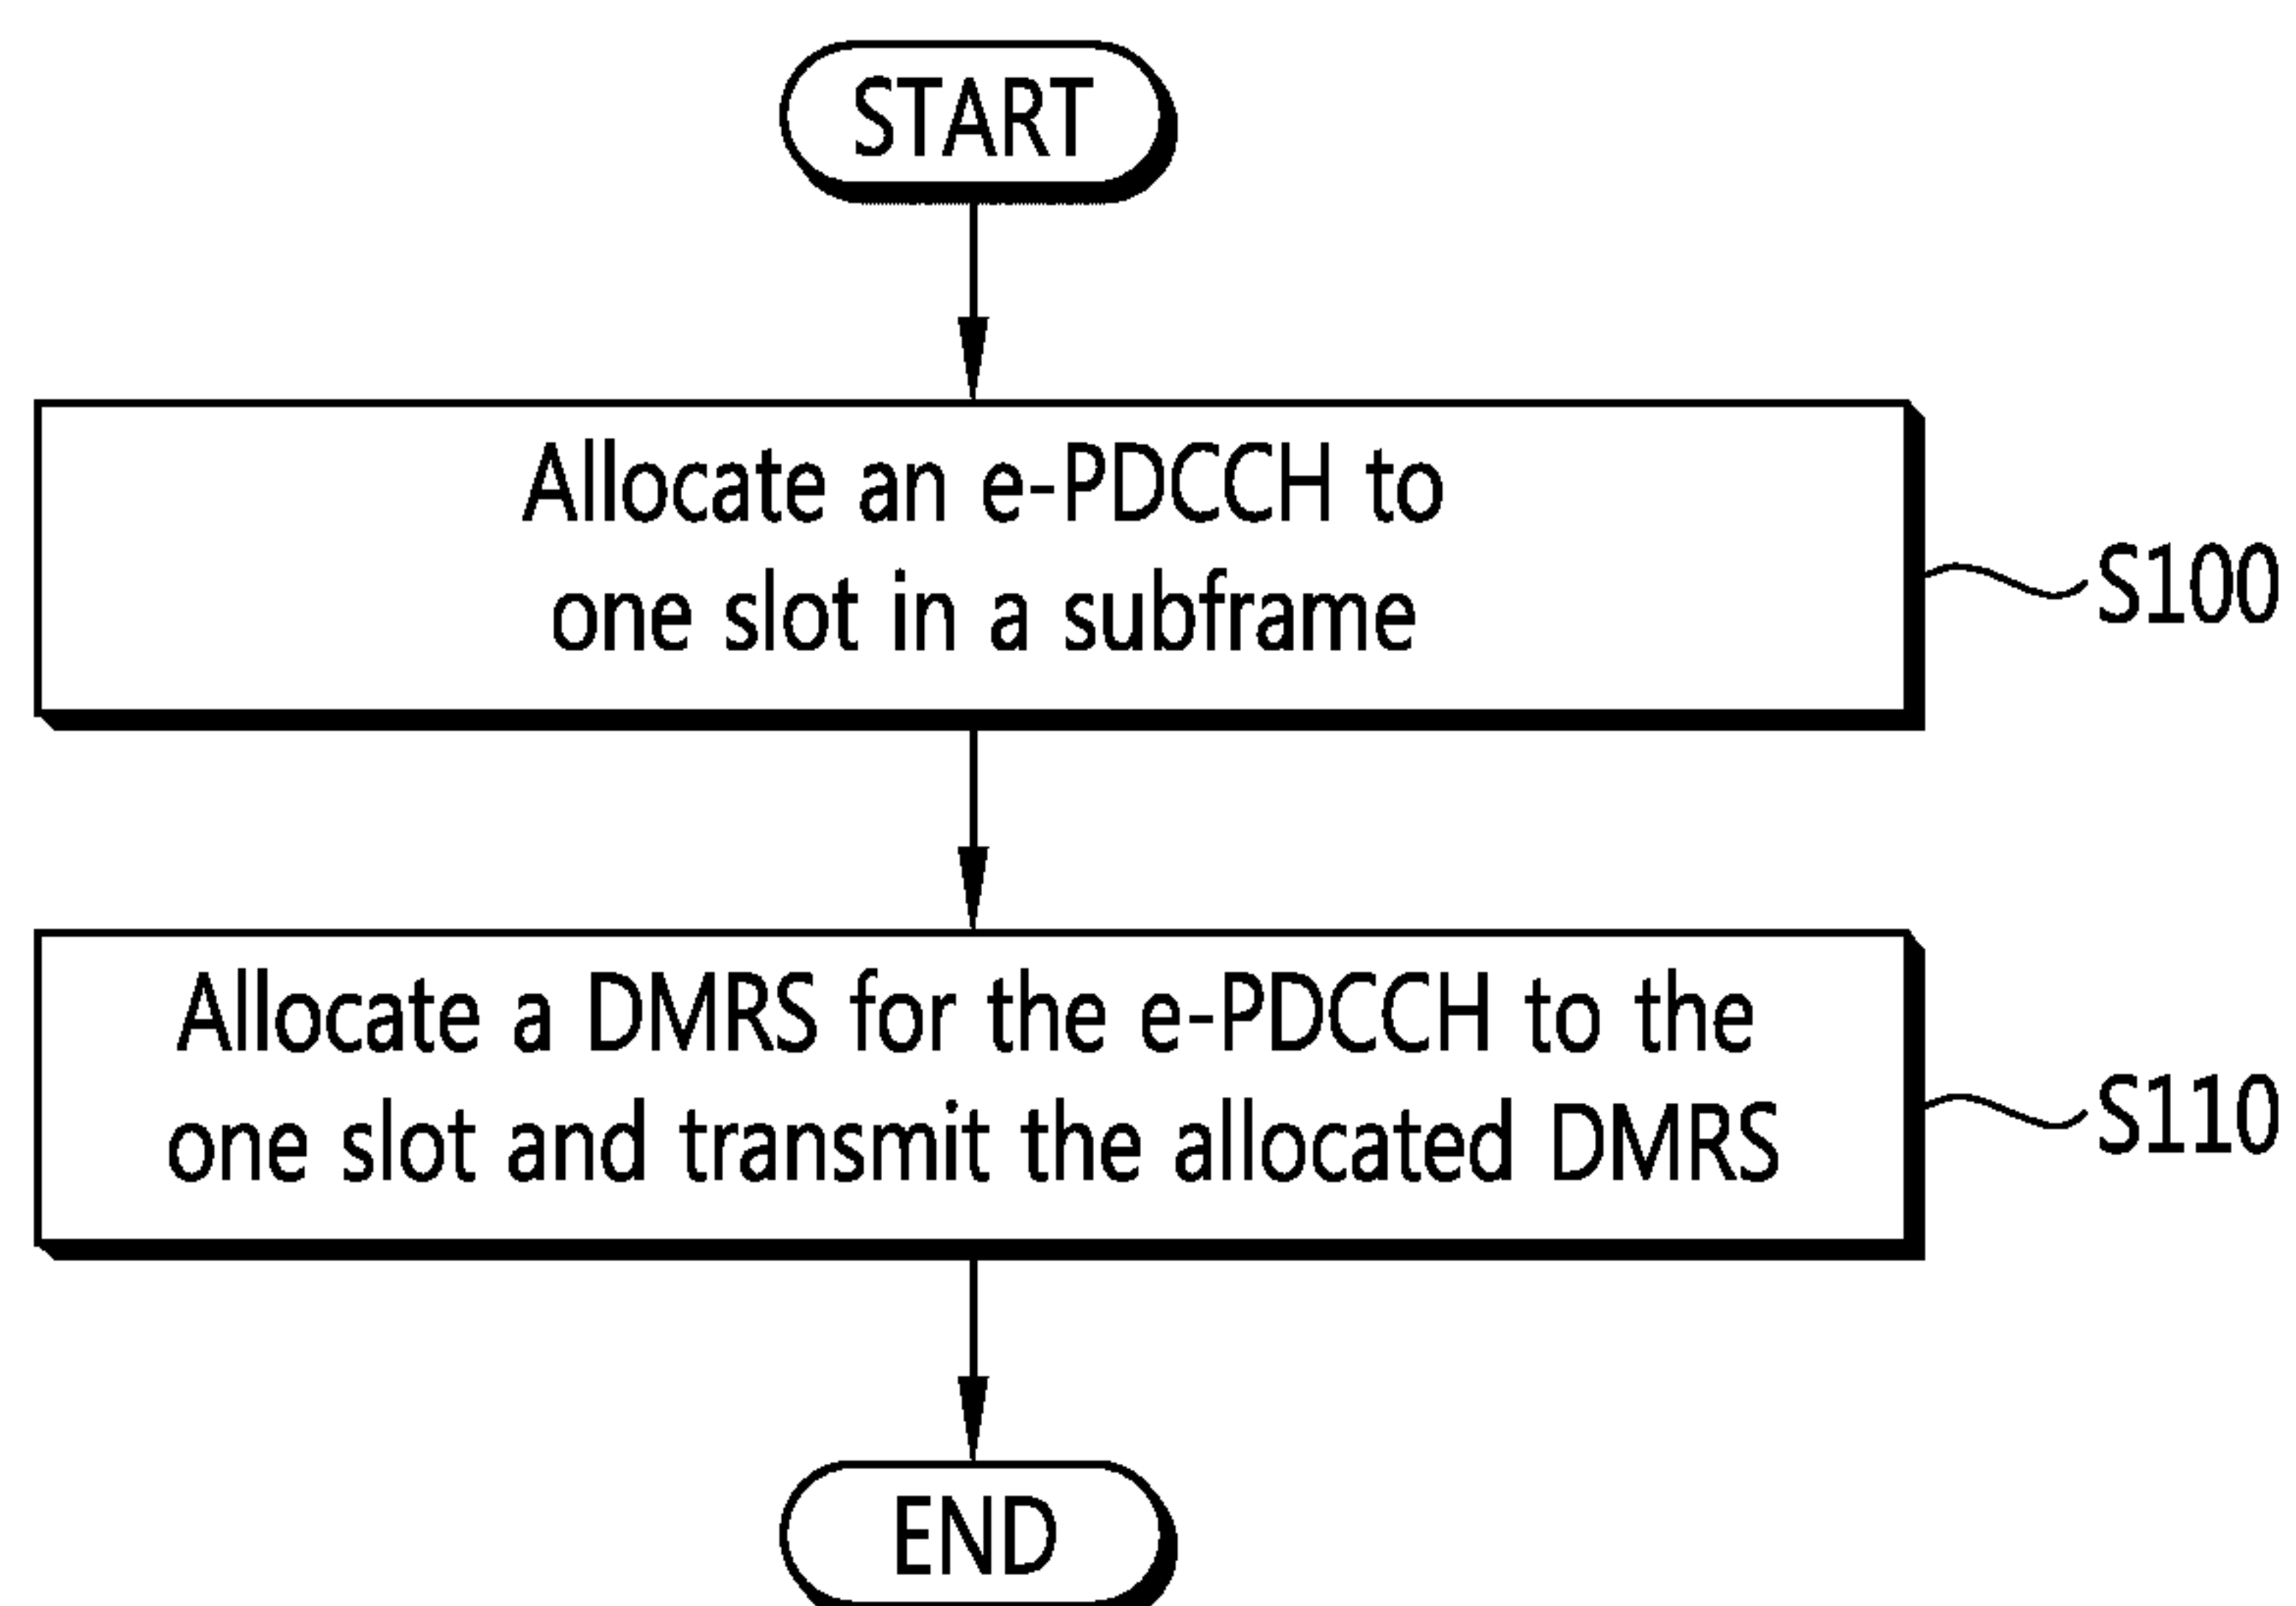 START
Allocate an e-PDCCH to
one slot in a subframe
S100
Allocate a DMRS for the e-PDCCH to the
one slot and transmit the allocated DMRS
S110
END